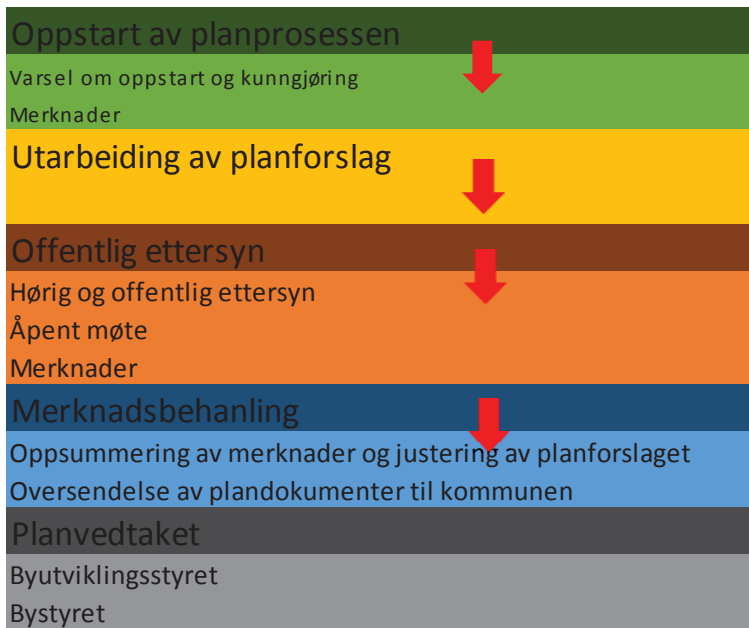 Oppstart av planprosessen
Varsel om oppstart og kunngjøring
Merknader
Utarbeiding av planforslag
Offentlig ettersyn
Hørig og offentlig ettersyn
Åpent møte
Merknader
Merknadsbehanling
Oppsummering av merknader og justering av planforslaget
Oversendelse av plandokumenter til kommunen
Planvedtaket
Byutviklingsstyret
Bystyret